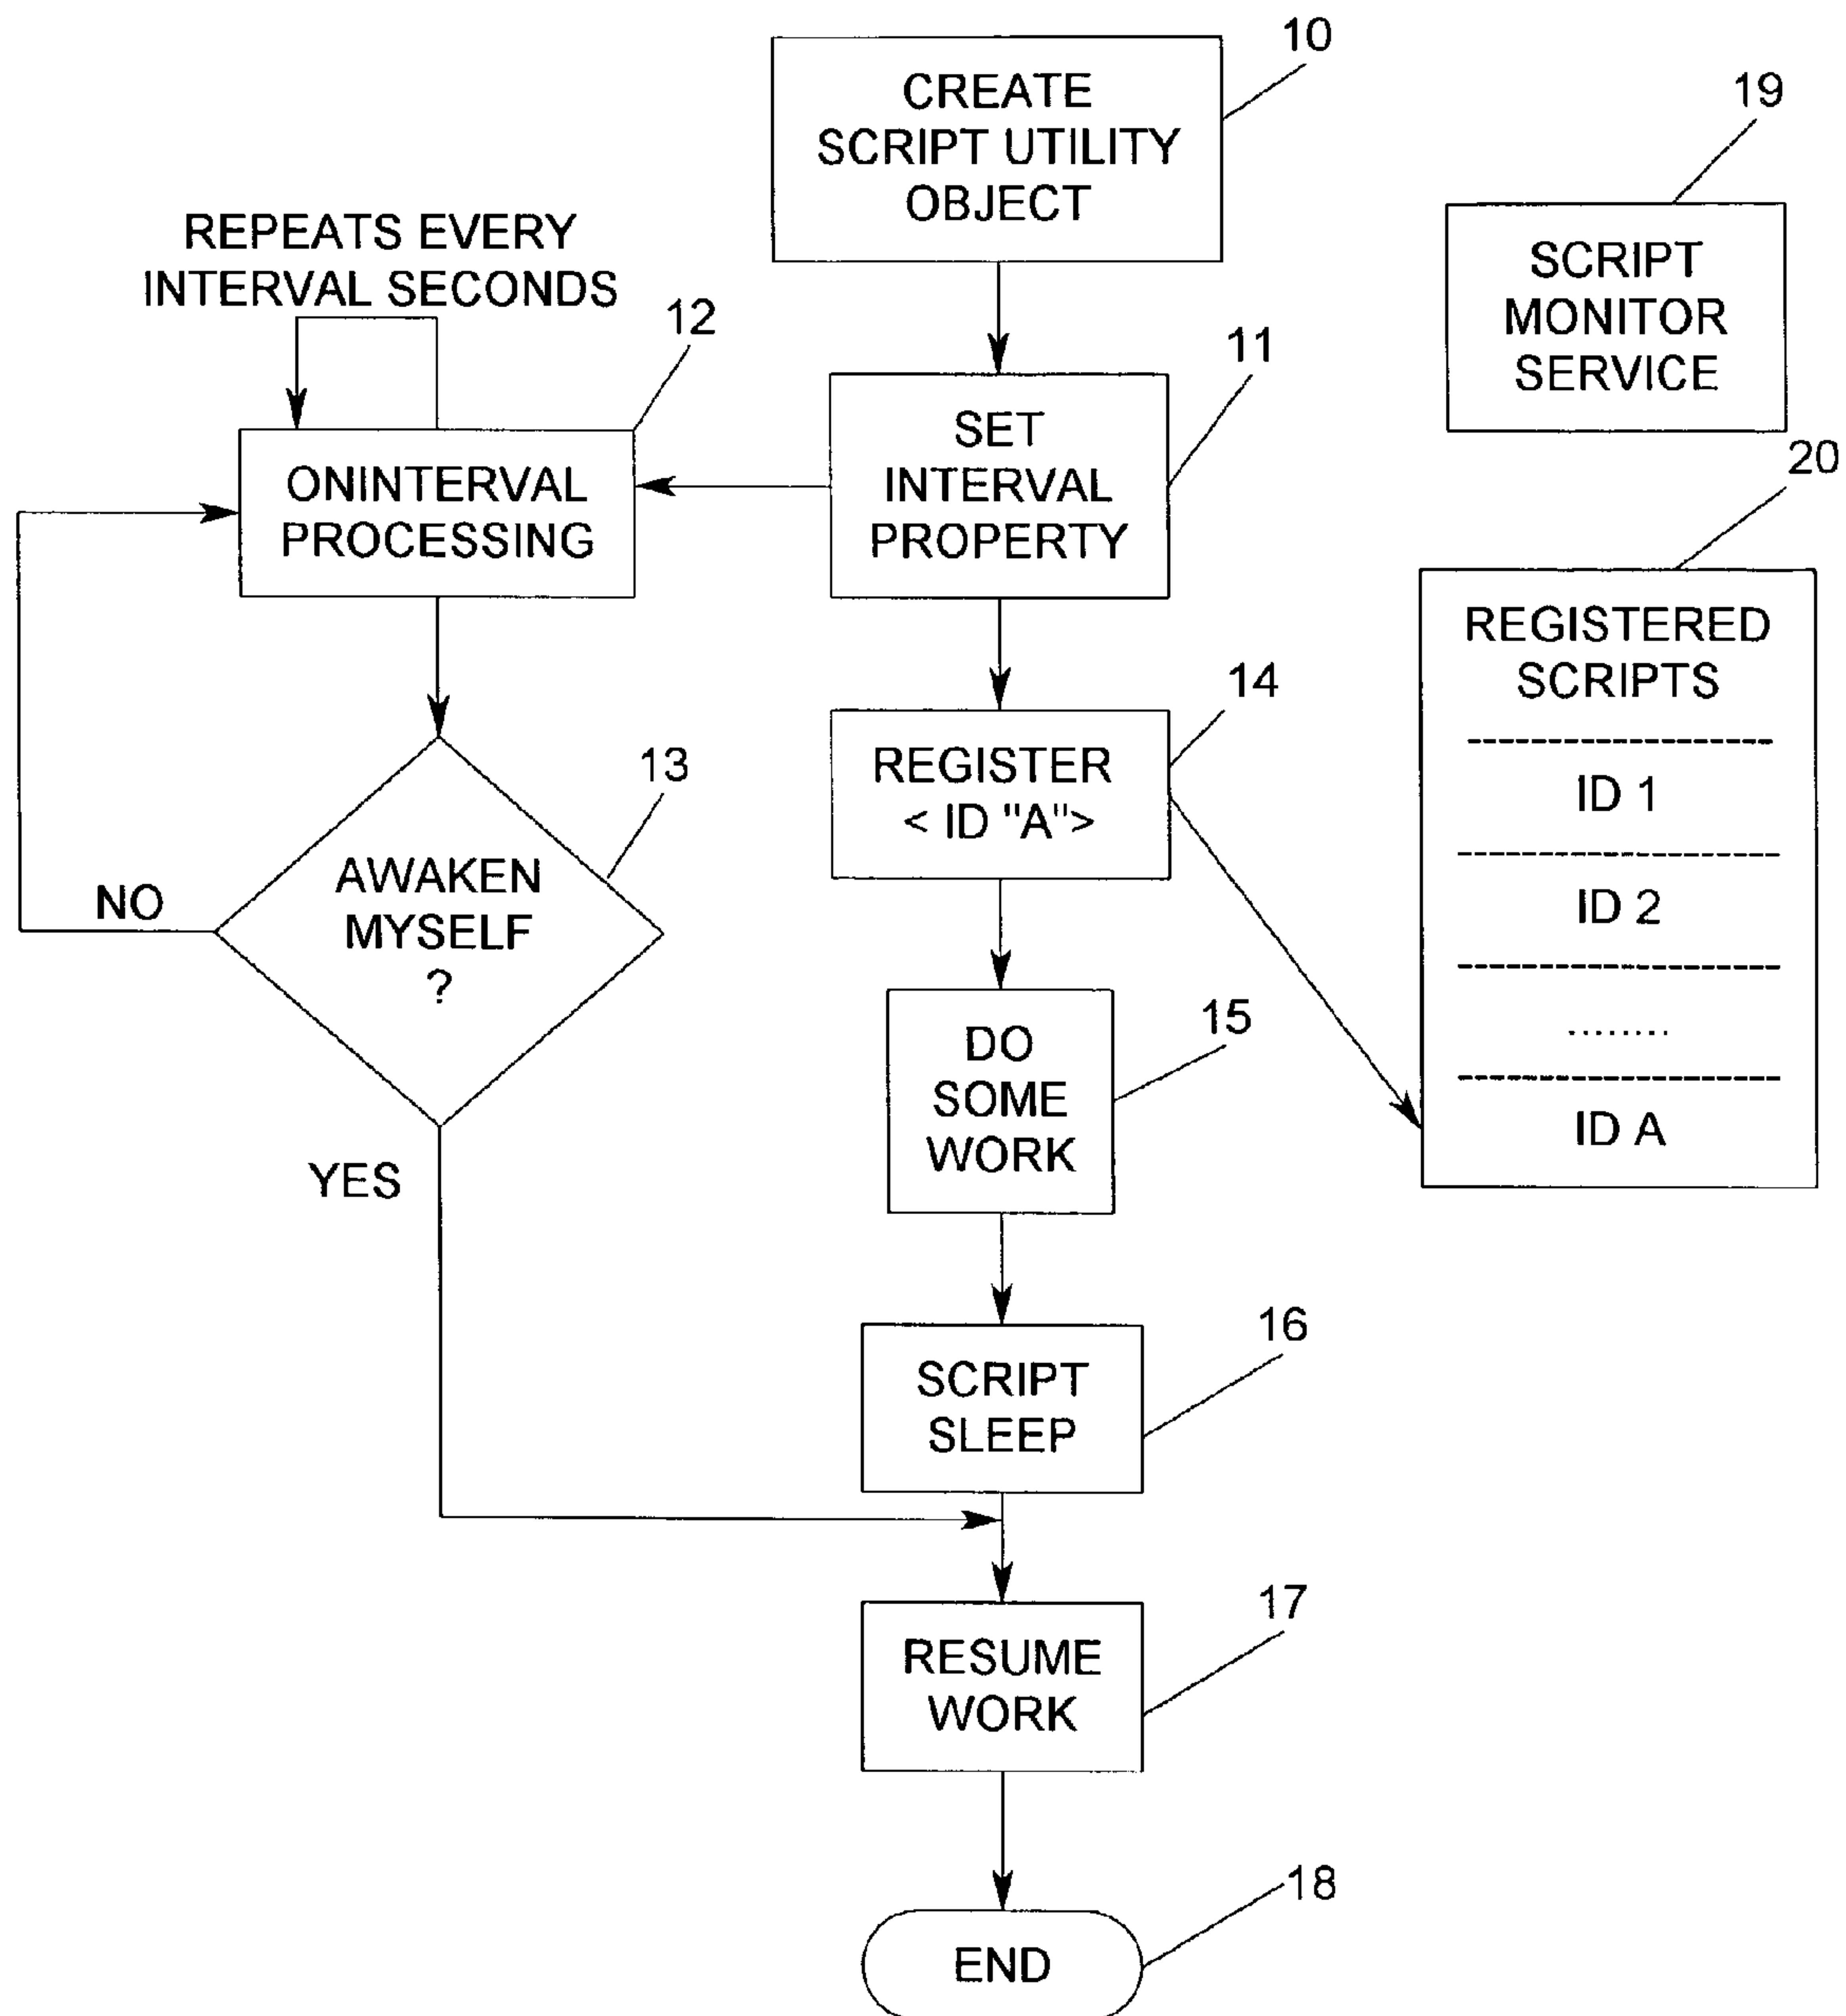 10
CREATE
SCRIPT UTILITY
OBJECT
19
SCRIPT
MONITOR
SERVICE
REPEATS EVERY
INTERVAL SECONDS
12
ONINTERVAL
PROCESSING
11
SET
INTERVAL
PROPERTY
20
REGISTERED
SCRIPTS
ID 1
ID 2
........
ID A
14
REGISTER
< ID "A">
13
AWAKEN
MYSELF
?
NO
YES
15
DO
SOME
WORK
16
SCRIPT
SLEEP
17
RESUME
WORK
18
END